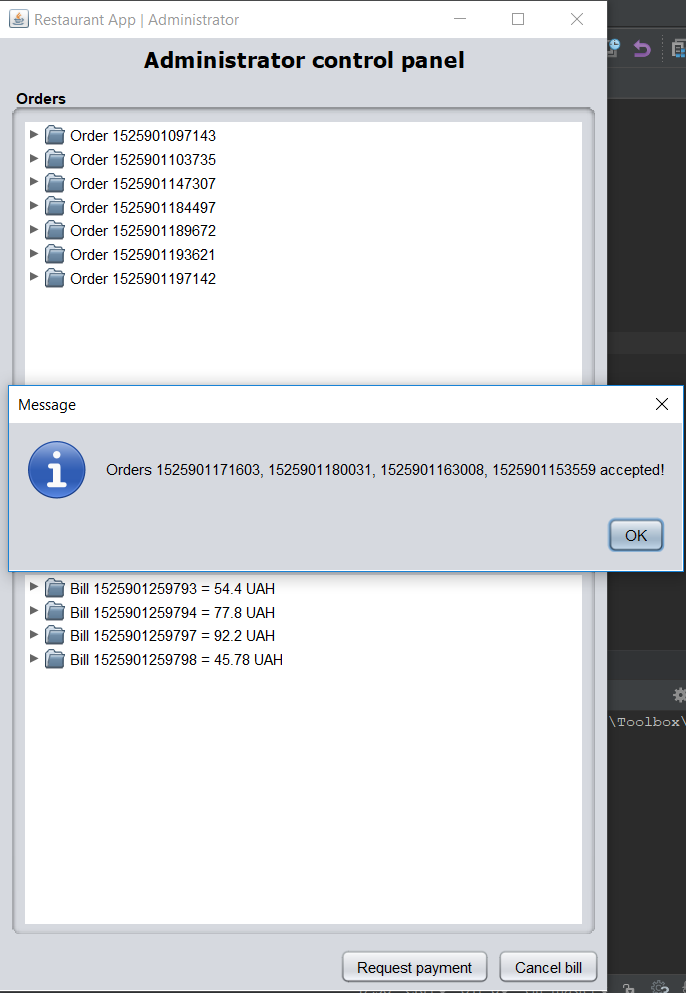 Restaurant App | Administrator
Administrator control panel
Orders
Order 1525901097143
Order 1525901103735
Order 1525901147307
Order 1525901184497
Order 1525901189672
Order 1525901193621
Order 1525901197142
Message
Orders 1525901171603, 1525901180031, 1525901163008, 1525901153559 accepted!
OK
Bill 1525901259793 = 54.4 UAH
Bill 1525901259794 = 77.8 UAH
Bill 1525901259797 = 92.2 UAH
Bill 1525901259798 = 45.78 UAH
\Toolbox\
Request payment
Cancel bill